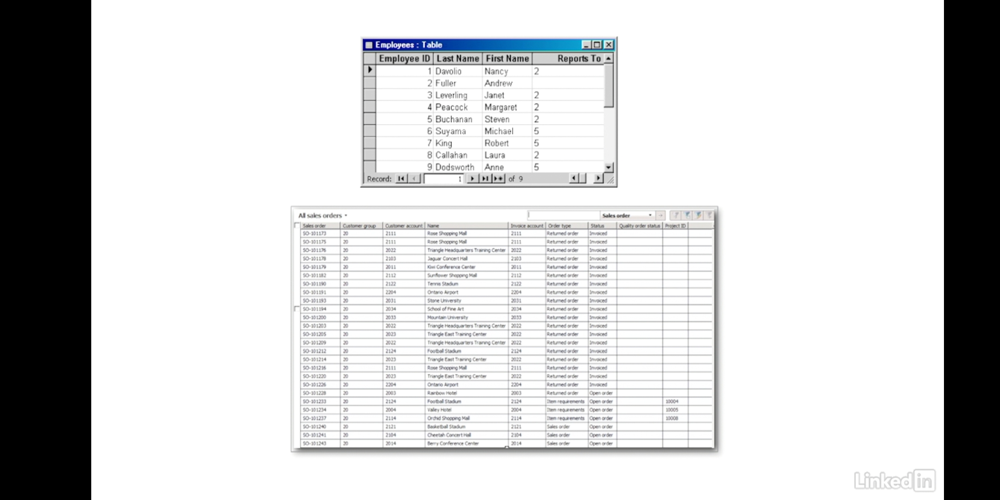 Employees : Table
Employee ID Last Name First Name Reports To
1 Davolio Nancy 2
2 Fuller Andrew
3 Leverling Janet 2
4 Peacock Margaret 2
5 Buchanan Steven 2
6 Suyama Michael 5
7 King Robert 5
8 Callahan Laura 2
9 Dodsworth Anne 5
Record: 1 of 9
All sales orders Sales order
Sales order Customer group Customer account Name Invoice account Order type Status Quality order status Project ID
SO-101173 20 2111 Rose Shopping Mall 2111 Returned order Invoiced
SO-101175 20 2111 Rose Shopping Mall 2111 Returned order Invoiced
SO-101176 20 2022 Triangle Headquarters Training Center 2022 Returned order Invoiced
SO-101178 20 2103 Jaguar Concert Hall 2103 Returned order Invoiced
SO-101179 20 2011 Kiwi Conference Center 2011 Returned order Invoiced
SO-101182 20 2112 Sunflower Shopping Mall 2112 Returned order Invoiced
SO-101190 20 2122 Tennis Stadium 2122 Returned order Invoiced
SO-101191 20 2204 Ontario Airport 2204 Returned order Invoiced
SO-101193 20 2031 Stone University 2031 Returned order Invoiced
SO-101194 20 2034 School of Fine Art 2034 Returned order Invoiced
SO-101200 20 2033 Mountain University 2033 Returned order Invoiced
SO-101203 20 2022 Triangle Headquarters Training Center 2022 Returned order Invoiced
SO-101205 20 2023 Triangle East Training Center 2022 Returned order Invoiced
SO-101209 20 2022 Triangle Headquarters Training Center 2022 Returned order Invoiced
SO-101212 20 2124 Football Stadium 2124 Returned order Invoiced
SO-101214 20 2023 Triangle East Training Center 2022 Returned order Invoiced
SO-101216 20 2111 Rose Shopping Mall 2111 Returned order Invoiced
SO-101220 20 2023 Triangle East Training Center 2022 Returned order Invoiced
SO-101226 20 2204 Ontario Airport 2204 Returned order Invoiced
SO-101228 20 2003 Rainbow Hotel 2003 Returned order Open order
SO-101233 20 2124 Football Stadium 2124 Item requirements Open order 10004
SO-101234 20 2004 Valley Hotel 2004 Item requirements Open order 10005
SO-101237 20 2114 Orchid Shopping Mall 2114 Item requirements Open order 10008
SO-101240 20 2121 Basketball Stadium 2121 Sales order Open order
SO-101241 20 2104 Cheetah Concert Hall 2104 Sales order Open order
SO-101243 20 2014 Berry Conference Center 2014 Sales order Open order
LinkedIn